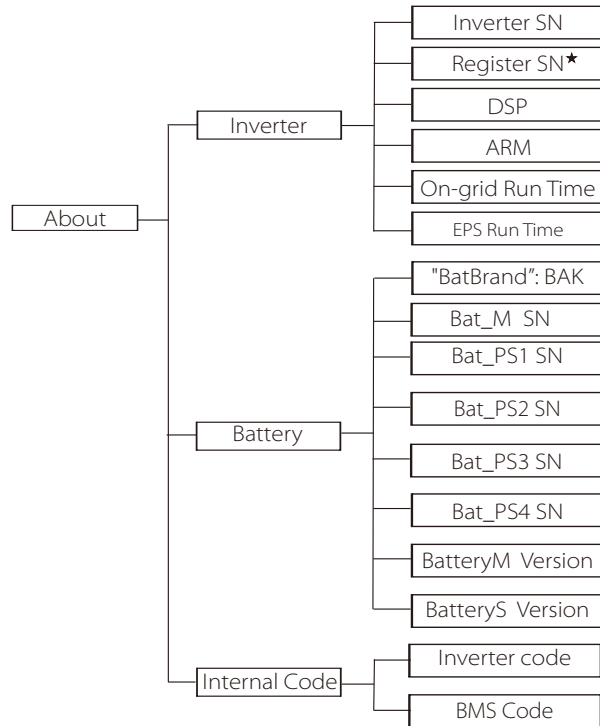 About
Inverter
Inverter SN
Register SN★
DSP
ARM
On-grid Run Time
EPS Run Time
Battery
"BatBrand”: BAK
Bat_M SN
Bat_PS1 SN
Bat_PS2 SN
Bat_PS3 SN
Bat_PS4 SN
BatteryM Version
BatteryS Version
Internal Code
Inverter code
BMS Code